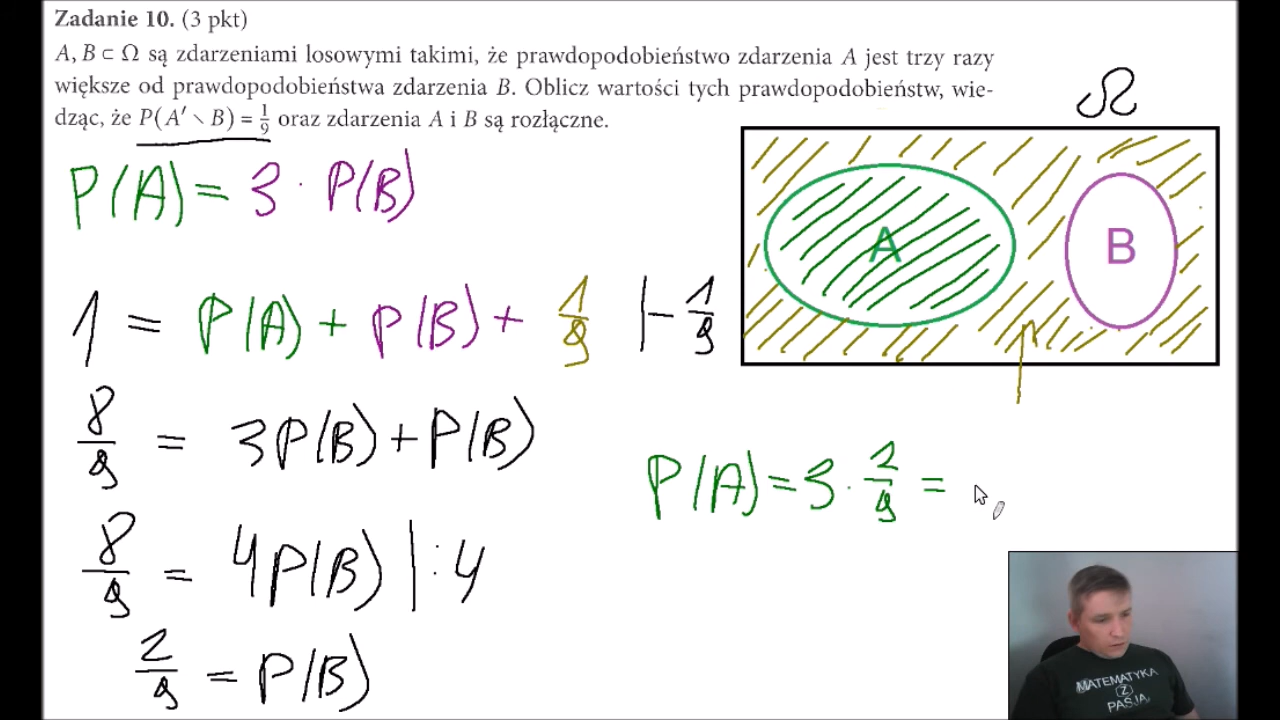 Zadanie 10. (3 pkt)
A, B ⊂ Ω są zdarzeniami losowymi takimi, że prawdopodobieństwo zdarzenia A jest trzy razy
większe od prawdopodobieństwa zdarzenia B. Oblicz wartości tych prawdopodobieństw, wie-
dząc, że P(A′ \ B) = 1/9 oraz zdarzenia A i B są rozłączne.
Ω
P(A) = 3 · P(B)
A
B
1 = P(A) + P(B) + 1/9 |- 1/9
8/9 = 3P(B) + P(B)
P(A) = 3 · 2/9 =
8/9 = 4P(B) | : 4
2/9 = P(B)
MATEMATYKA
Z
PASJĄ